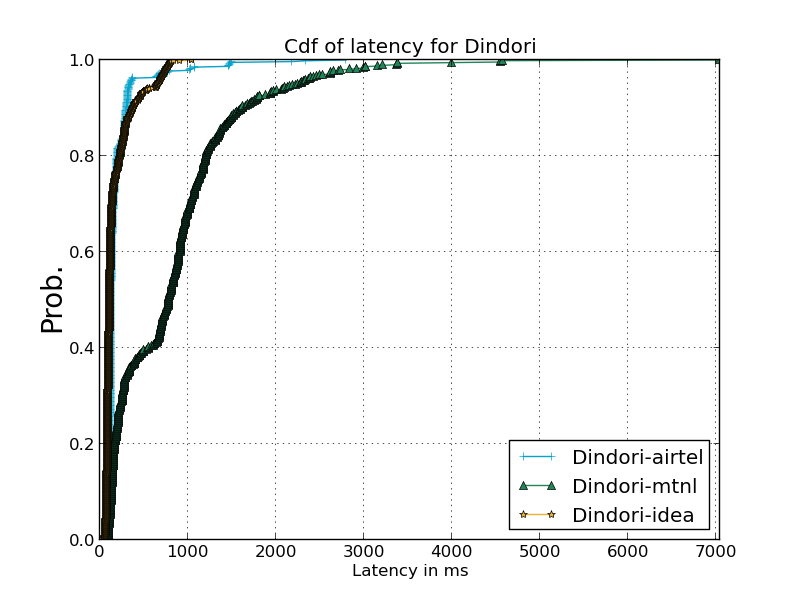 Cdf of latency for Dindori
Prob.
1.0
0.8
0.6
0.4
0.2
0.0
0 1000 2000 3000 4000 5000 6000 7000
Latency in ms
Dindori-airtel
Dindori-mtnl
Dindori-idea